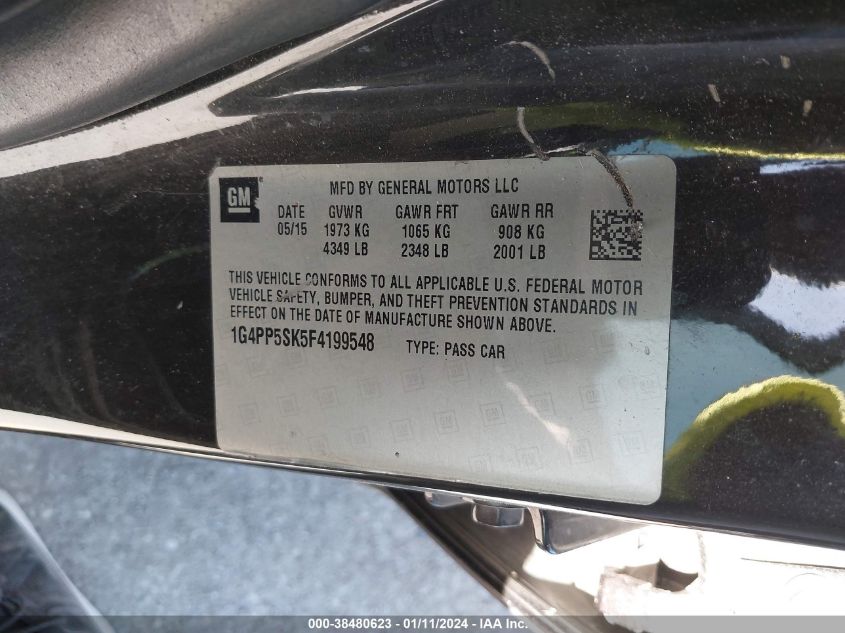 GM
MFD BY GENERAL MOTORS LLC
DATE GVWR GAWR FRT GAWR RR
05/15 1973 KG 1065 KG 908 KG
4349 LB 2348 LB 2001 LB
THIS VEHICLE CONFORMS TO ALL APPLICABLE U.S. FEDERAL MOTOR
VEHICLE SAFETY, BUMPER, AND THEFT PREVENTION STANDARDS IN
EFFECT ON THE DATE OF MANUFACTURE SHOWN ABOVE.
1G4PP5SK5F4199548 TYPE: PASS CAR
000-38480623 - 01/11/2024 - IAA Inc.